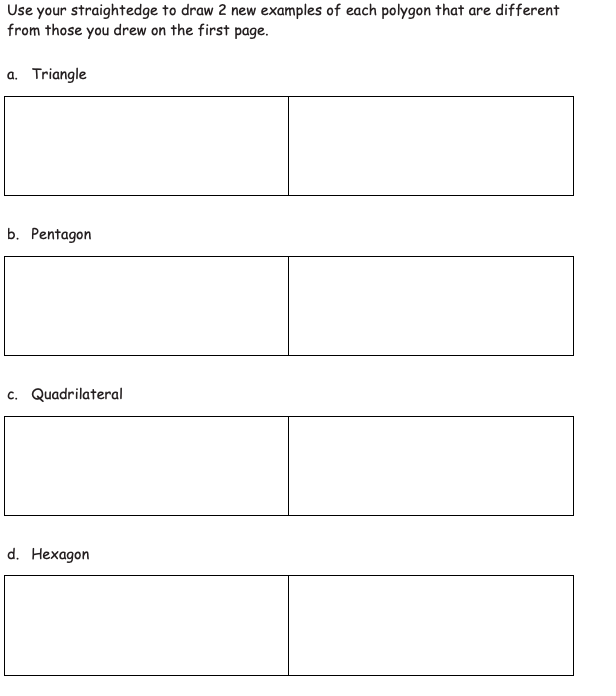 Use your straightedge to draw 2 new examples of each polygon that are different
from those you drew on the first page.
a. Triangle
b. Pentagon
c. Quadrilateral
d. Hexagon